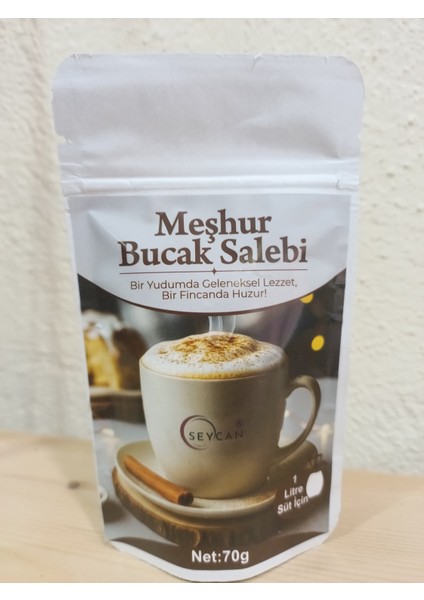 Meşhur
Bucak Salebi
Bir Yudumda Geleneksel Lezzet,
Bir Fincanda Huzur!
SEYCAN
1
Litre
Süt İçin
Net:70g